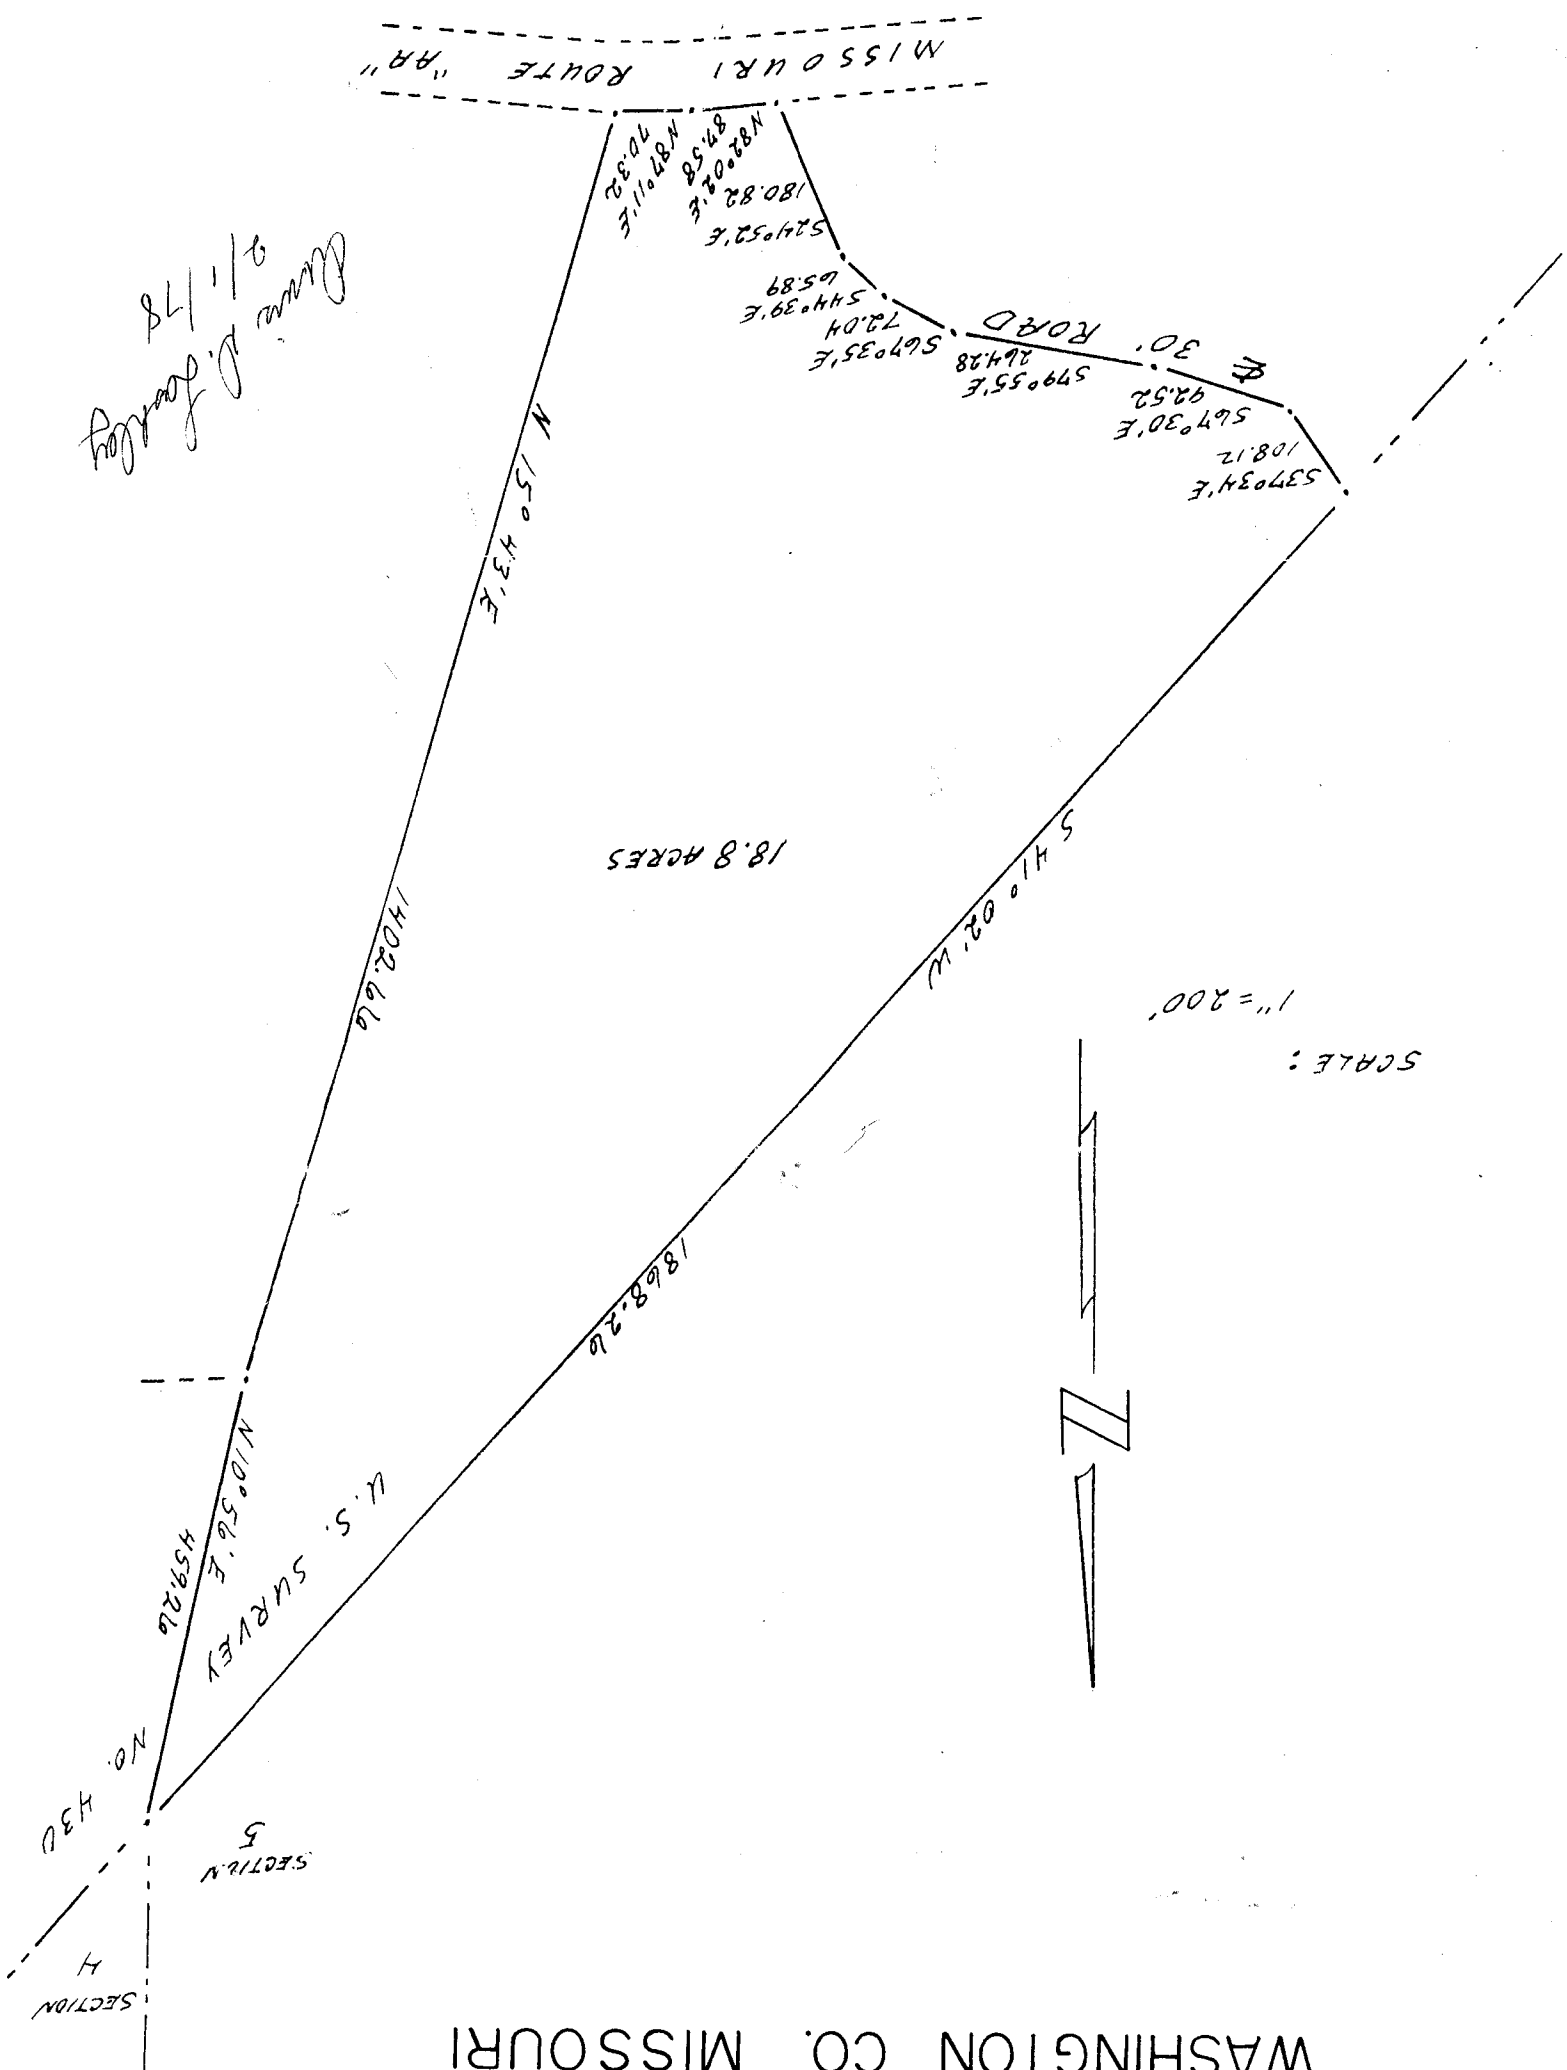 WASHINGTON CO. MISSOURI
SECTION
4
SECTION
5
No. 430
U.S. SURVEY
N10°56'E
459.26
1868.26
S 41°02' W
N
SCALE:
1"=200'
18.8 ACRES
1402.66
N 15°43'E
S37°34'E
108.12
S67°30'E
92.52
S79°55'E
264.28
S67°35'E
72.04
S44°39'E
65.89
S24°52'E
180.82
30' ROAD
N82°02'E
87.58
N87°11'E
70.32
MISSOURI ROUTE "AA"
2/1/78